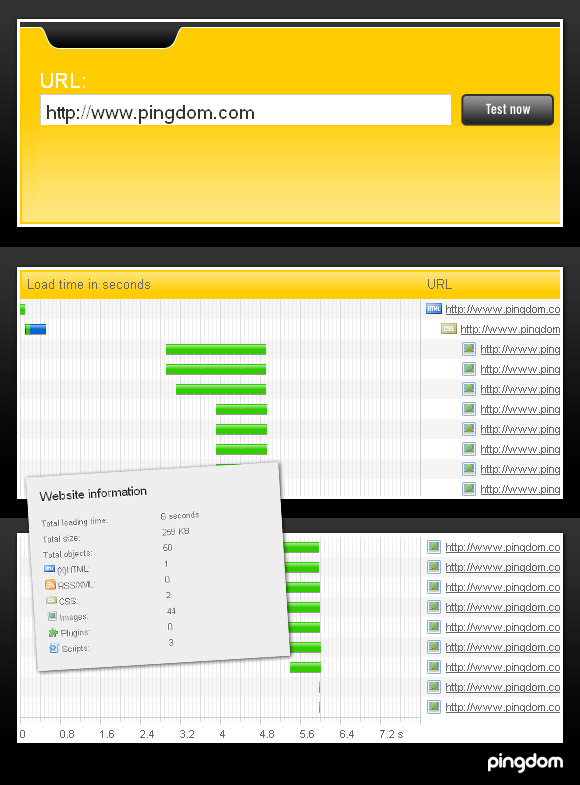 URL:
http://www.pingdom.com
Test now
Load time in seconds URL
HTML http://www.pingdom.co
CSS http://www.pingdom
http://www.ping
http://www.ping
http://www.ping
http://www.ping
http://www.ping
http://www.ping
http://www.ping
http://www.ping
Website information
Total loading time: 6 seconds
Total size: 259 KB
Total objects: 50
(X)HTML: 1
RSS/XML: 0
CSS: 2
Images: 44
Plugins: 0
Scripts: 3
http://www.pingdom.co
http://www.pingdom.co
http://www.pingdom.co
http://www.pingdom.co
http://www.pingdom.co
http://www.pingdom.co
http://www.pingdom.co
http://www.pingdom.co
http://www.pingdom.co
0 0.8 1.6 2.4 3.2 4 4.8 5.6 6.4 7.2 s
pingdom